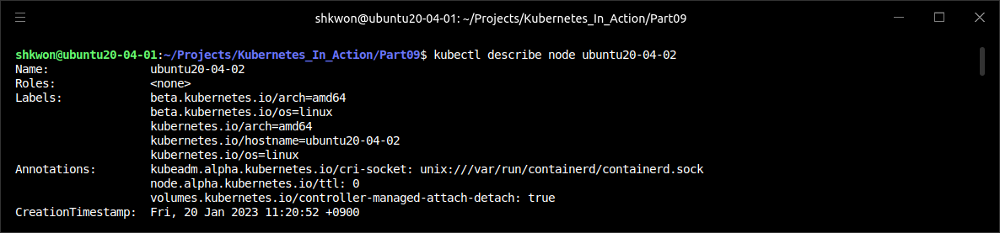 shkwon@ubuntu20-04-01: ~/Projects/Kubernetes_In_Action/Part09
shkwon@ubuntu20-04-01:~/Projects/Kubernetes_In_Action/Part09$ kubectl describe node ubuntu20-04-02
Name:               ubuntu20-04-02
Roles:              <none>
Labels:             beta.kubernetes.io/arch=amd64
                    beta.kubernetes.io/os=linux
                    kubernetes.io/arch=amd64
                    kubernetes.io/hostname=ubuntu20-04-02
                    kubernetes.io/os=linux
Annotations:        kubeadm.alpha.kubernetes.io/cri-socket: unix:///var/run/containerd/containerd.sock
                    node.alpha.kubernetes.io/ttl: 0
                    volumes.kubernetes.io/controller-managed-attach-detach: true
CreationTimestamp:  Fri, 20 Jan 2023 11:20:52 +0900